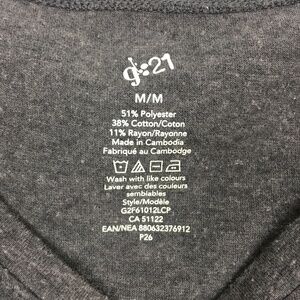 g:21
M/M
51% Polyester
38% Cotton/Coton
11% Rayon/Rayonne
Made in Cambodia
Fabriqué au Cambodge
Wash with like colours
Laver avec des couleurs
semblables
Style/Modèle
G2F61012LCP
CA 51122
EAN/NEA 880632376912
P26